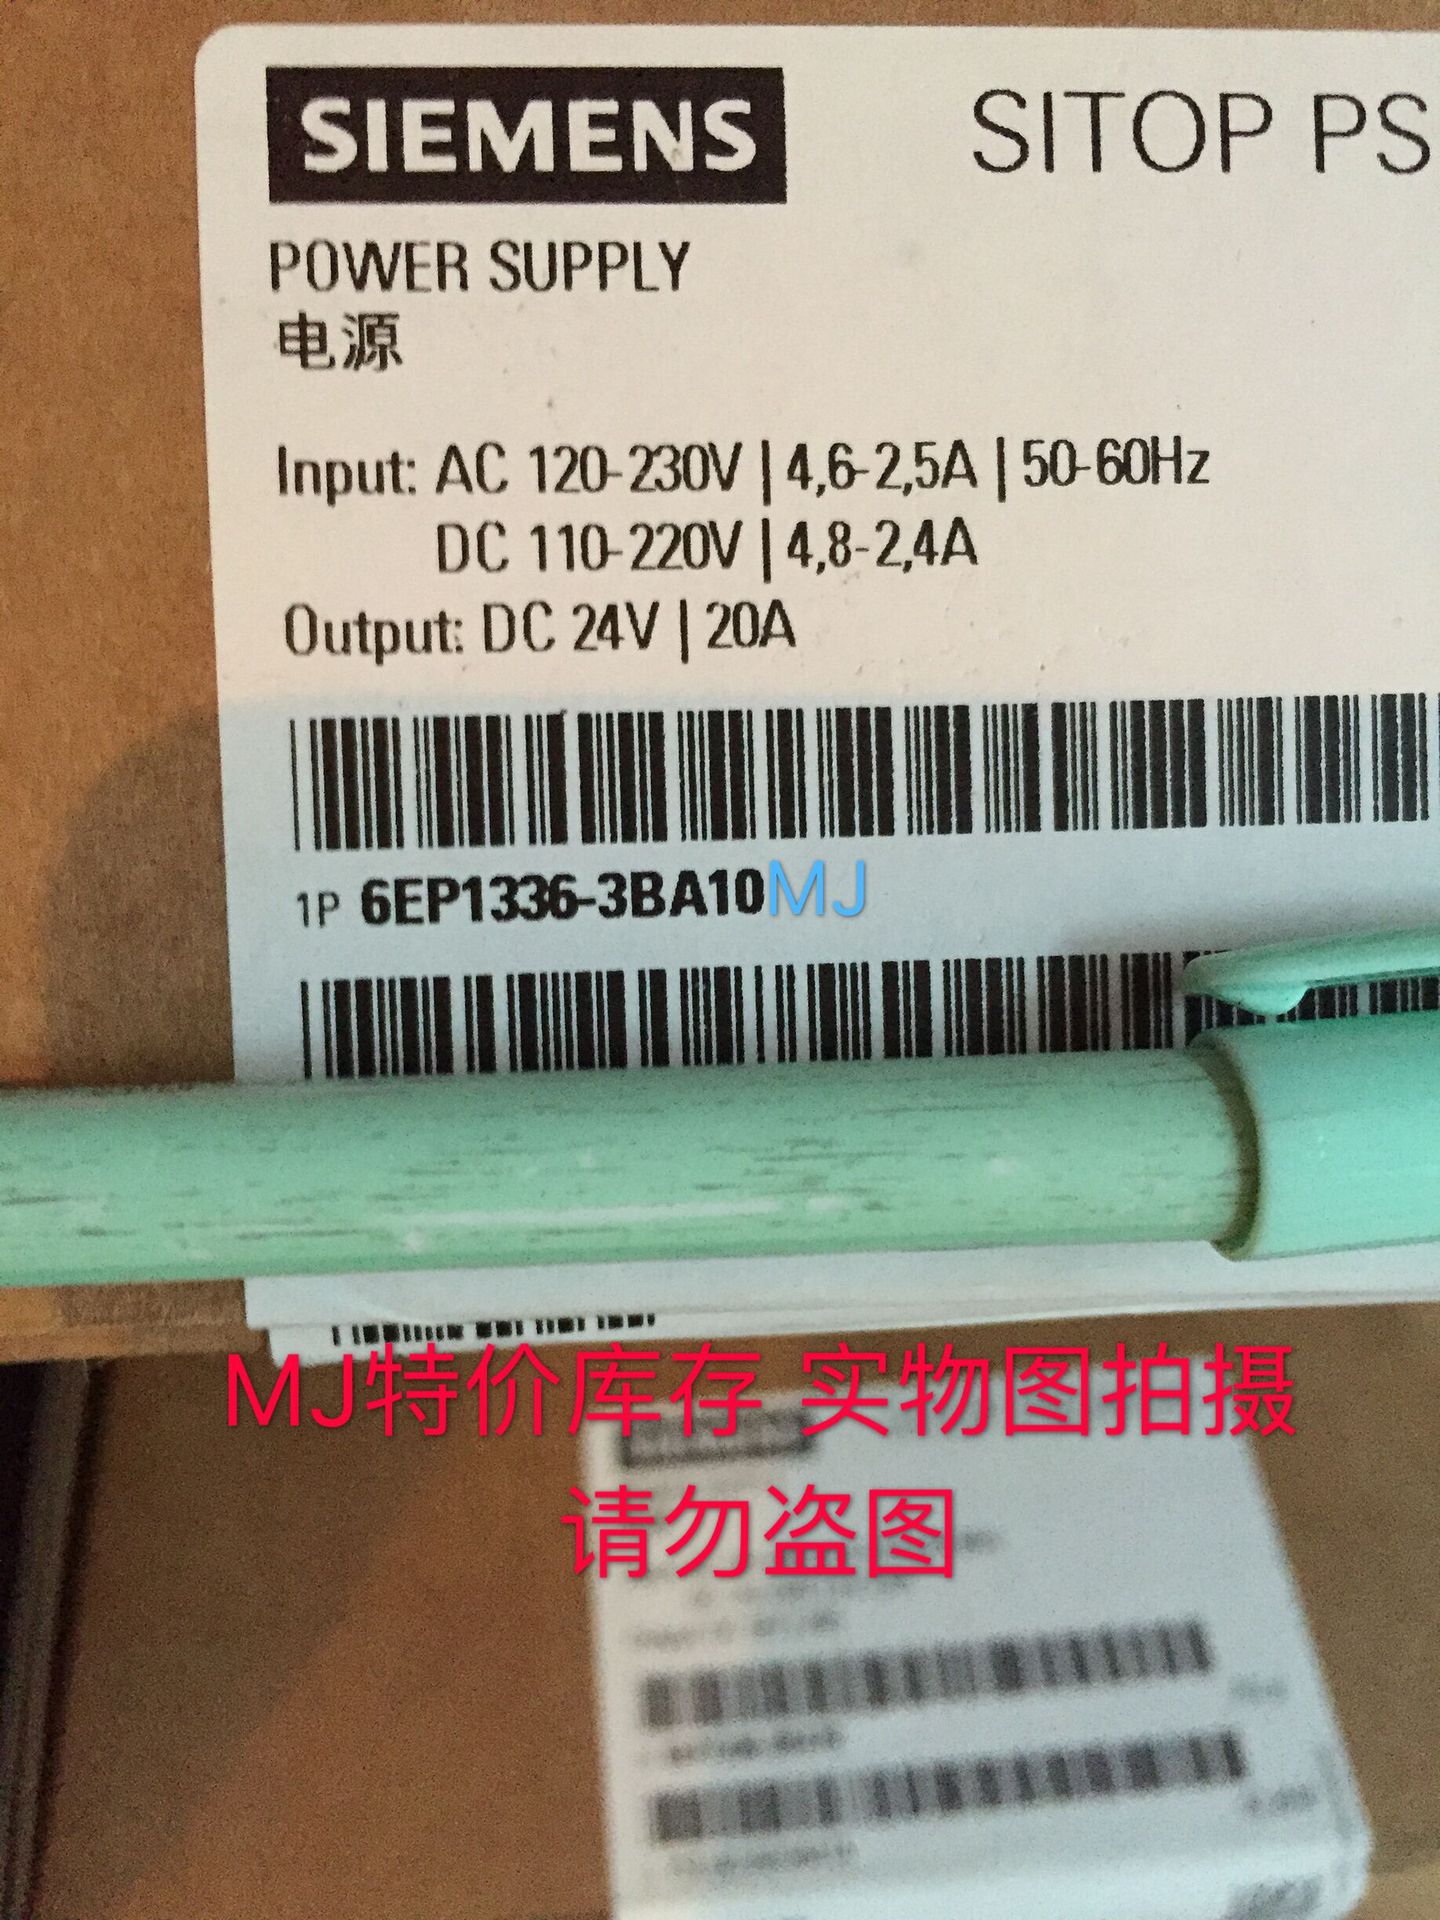 SIEMENS
SITOP PS
POWER SUPPLY
电源
Input: AC 120-230V | 4,6-2,5A | 50-60Hz
DC 110-220V | 4,8-2,4A
Output: DC 24V | 20A
1P 6EP1336-3BA10MJ
MJ特价库存 实物图拍摄
请勿盗图
SIEMENS